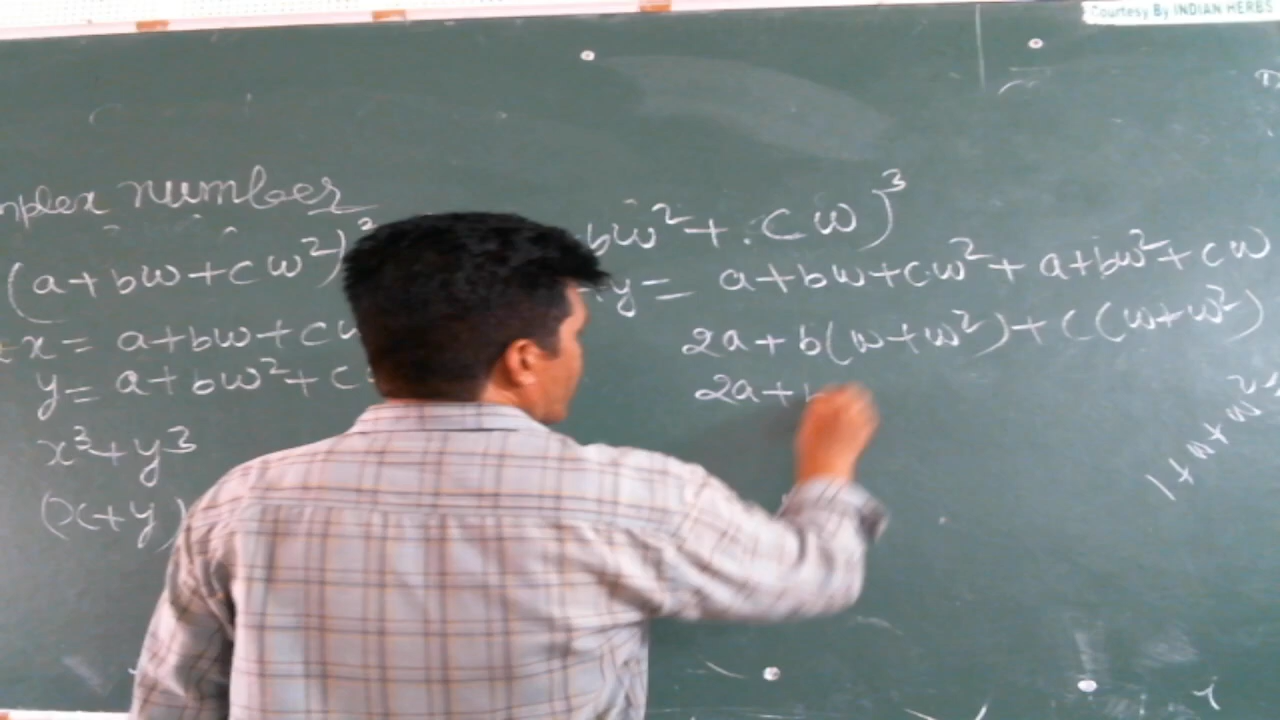 Courtesy By INDIAN HERBS
mplex number
(a+bω+cω²)³ bω²+cω)³
x= a+bω+cω
y= a+bω²+c
x³+y³
(x+y)
y= a+bω+cω²+a+bω²+cω
2a+b(ω+ω²)+c(ω+ω²)
2a+
1+ω+ω²